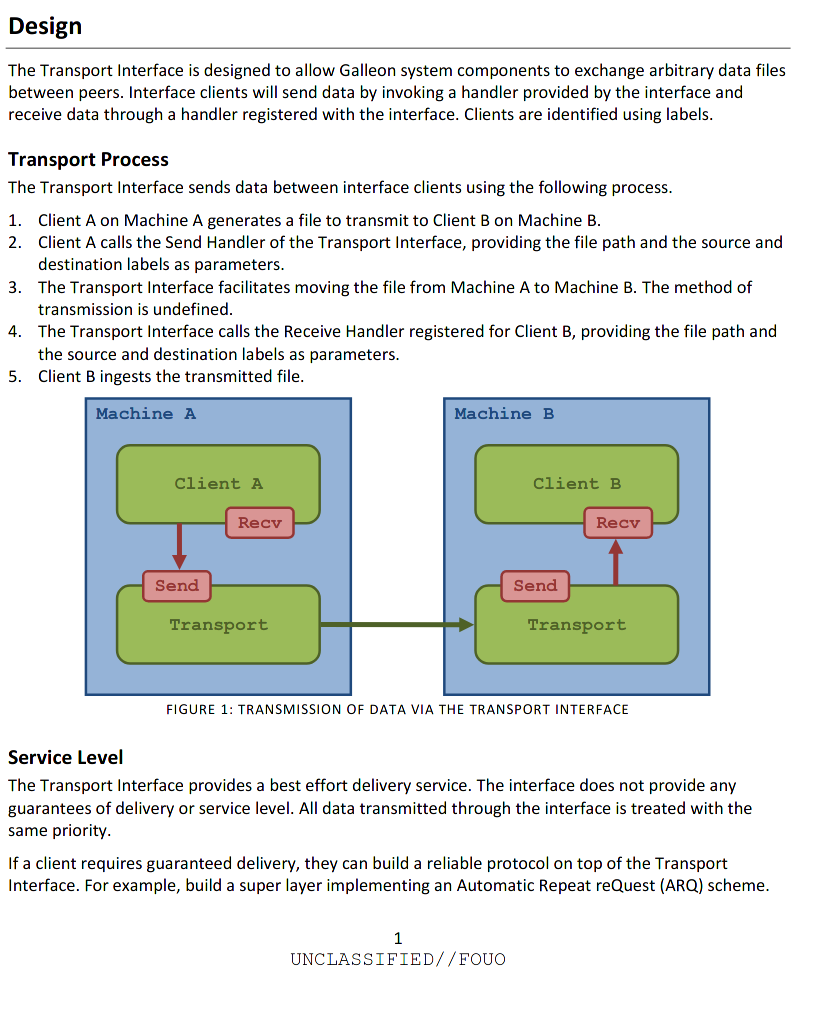 Design
The Transport Interface is designed to allow Galleon system components to exchange arbitrary data files
between peers. Interface clients will send data by invoking a handler provided by the interface and
receive data through a handler registered with the interface. Clients are identified using labels.
Transport Process
The Transport Interface sends data between interface clients using the following process.
1. Client A on Machine A generates a file to transmit to Client B on Machine B.
2. Client A calls the Send Handler of the Transport Interface, providing the file path and the source and
destination labels as parameters.
3. The Transport Interface facilitates moving the file from Machine A to Machine B. The method of
transmission is undefined.
4. The Transport Interface calls the Receive Handler registered for Client B, providing the file path and
the source and destination labels as parameters.
5. Client B ingests the transmitted file.
Machine A
Client A
Recv
Send
Transport
Machine B
Client B
Recv
Send
Transport
FIGURE 1: TRANSMISSION OF DATA VIA THE TRANSPORT INTERFACE
Service Level
The Transport Interface provides a best effort delivery service. The interface does not provide any
guarantees of delivery or service level. All data transmitted through the interface is treated with the
same priority.
If a client requires guaranteed delivery, they can build a reliable protocol on top of the Transport
Interface. For example, build a super layer implementing an Automatic Repeat reQuest (ARQ) scheme.
1
UNCLASSIFIED//FOUO